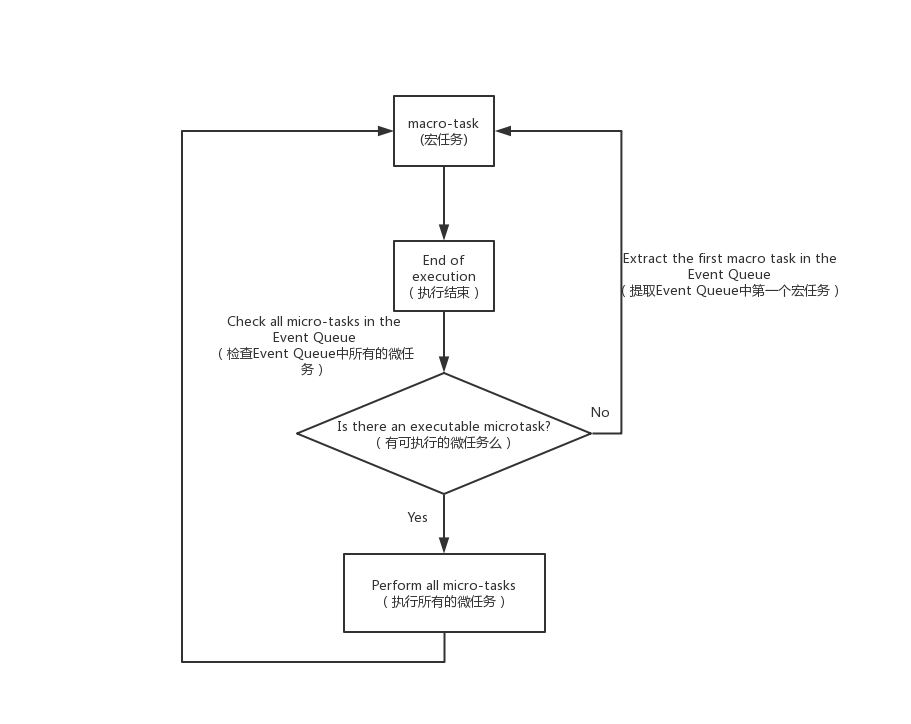 macro-task
(宏任务)
End of
execution
（执行结束）
Extract the first macro task in the
Event Queue
（提取Event Queue中第一个宏任务）
Check all micro-tasks in the
Event Queue
（检查Event Queue中所有的微任
务）
No
Is there an executable microtask?
（有可执行的微任务么）
Yes
Perform all micro-tasks
（执行所有的微任务）